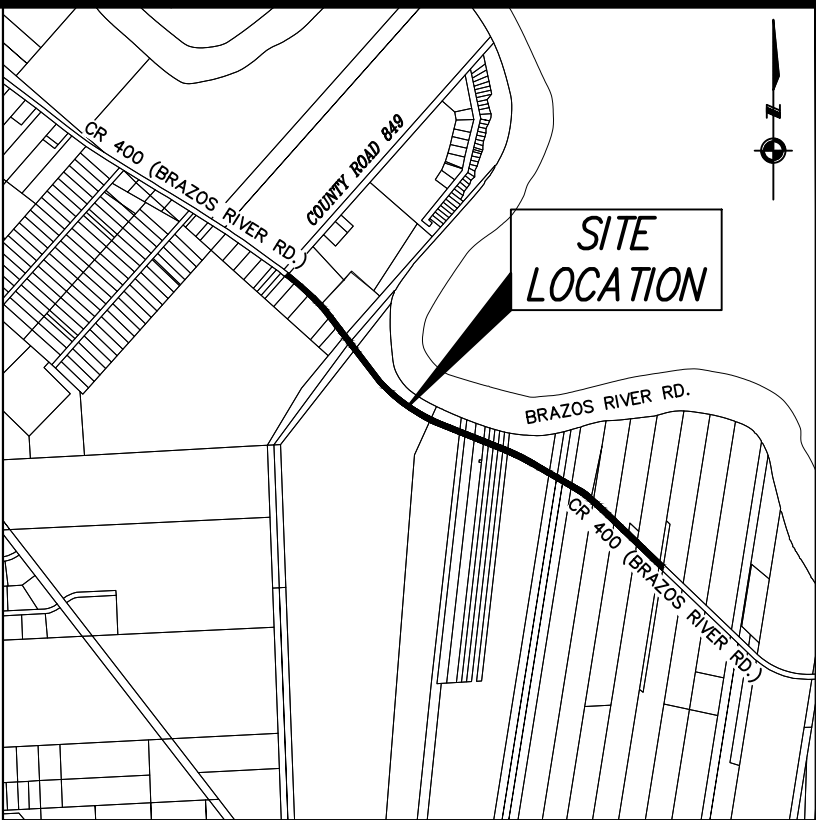 CR 400 (BRAZOS RIVER RD.)
COUNTY ROAD 849
N
SITE
LOCATION
BRAZOS RIVER RD.
CR 400 (BRAZOS RIVER RD.)